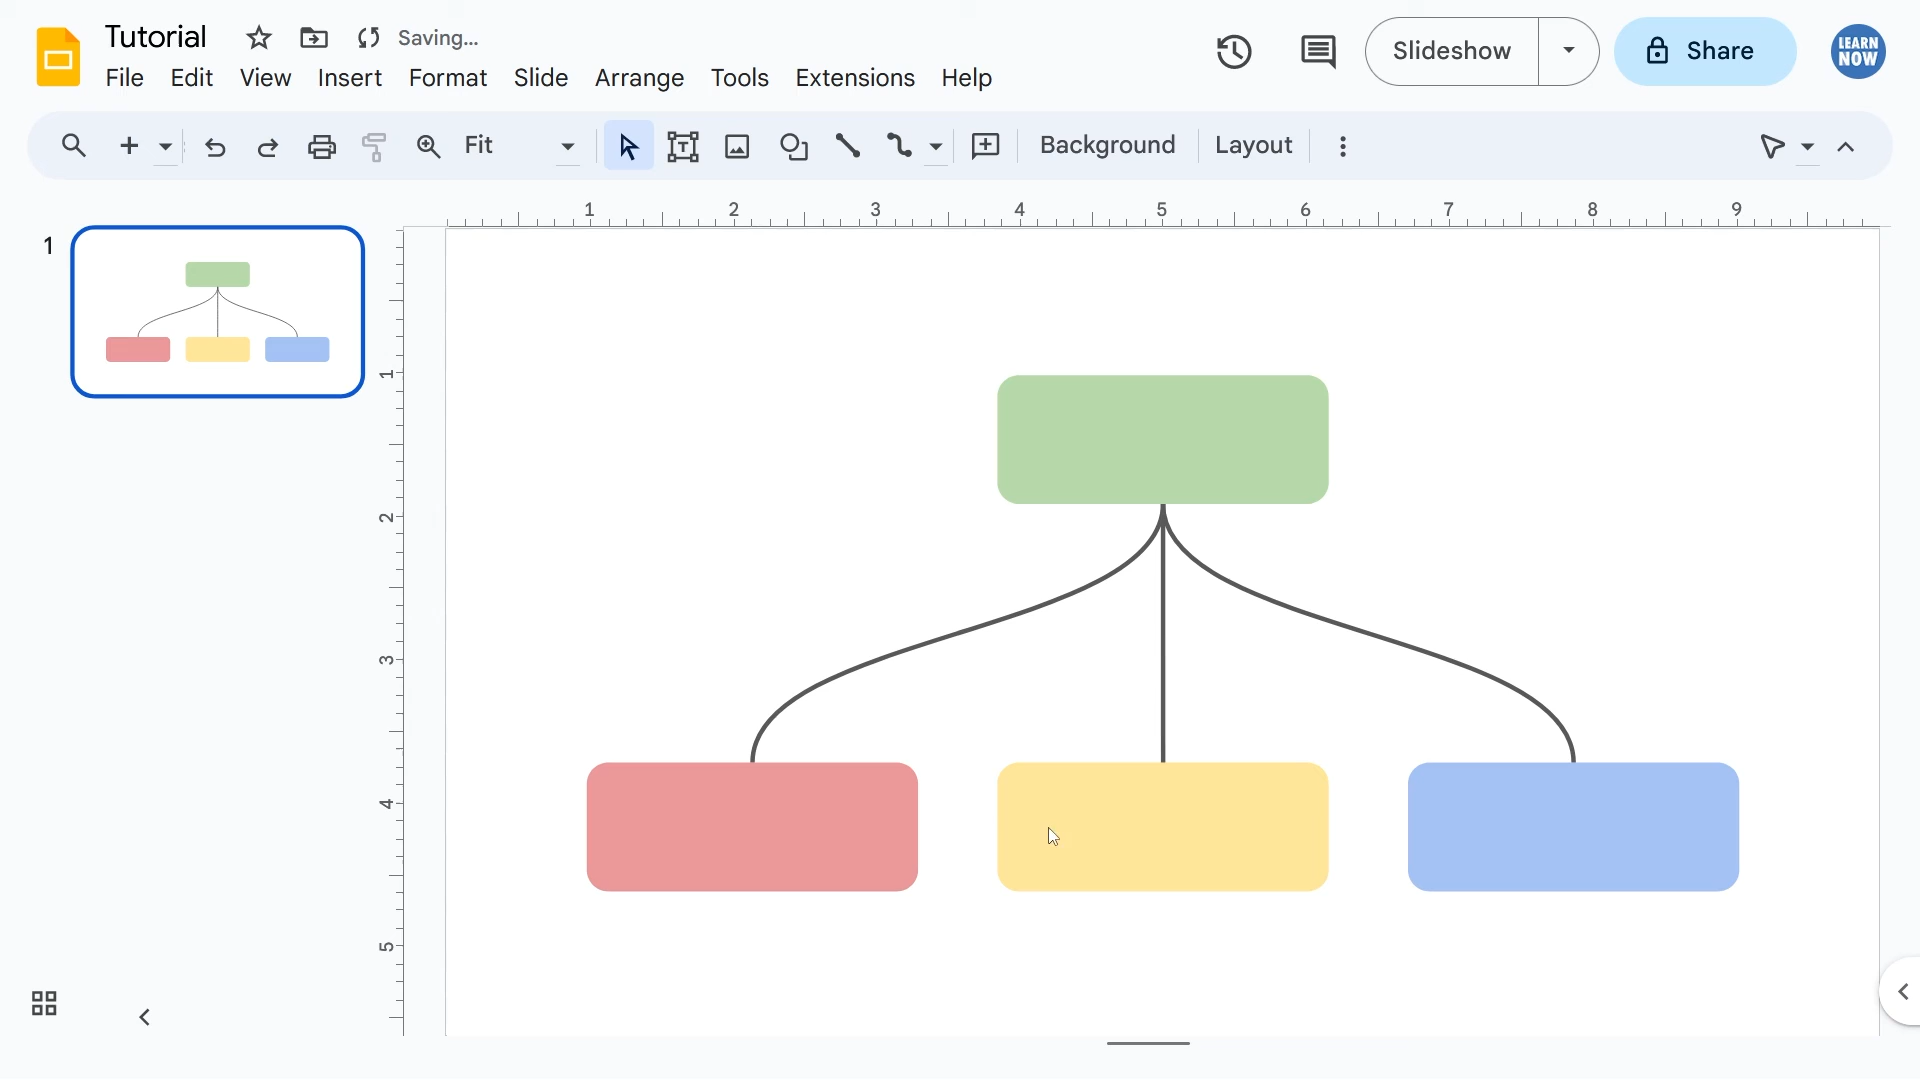 Tutorial
Saving...
File Edit View Insert Format Slide Arrange Tools Extensions Help
Slideshow
Share
LEARN
NOW
Fit
Background
Layout
1 2 3 4 5 6 7 8 9
1
1
2
3
4
5